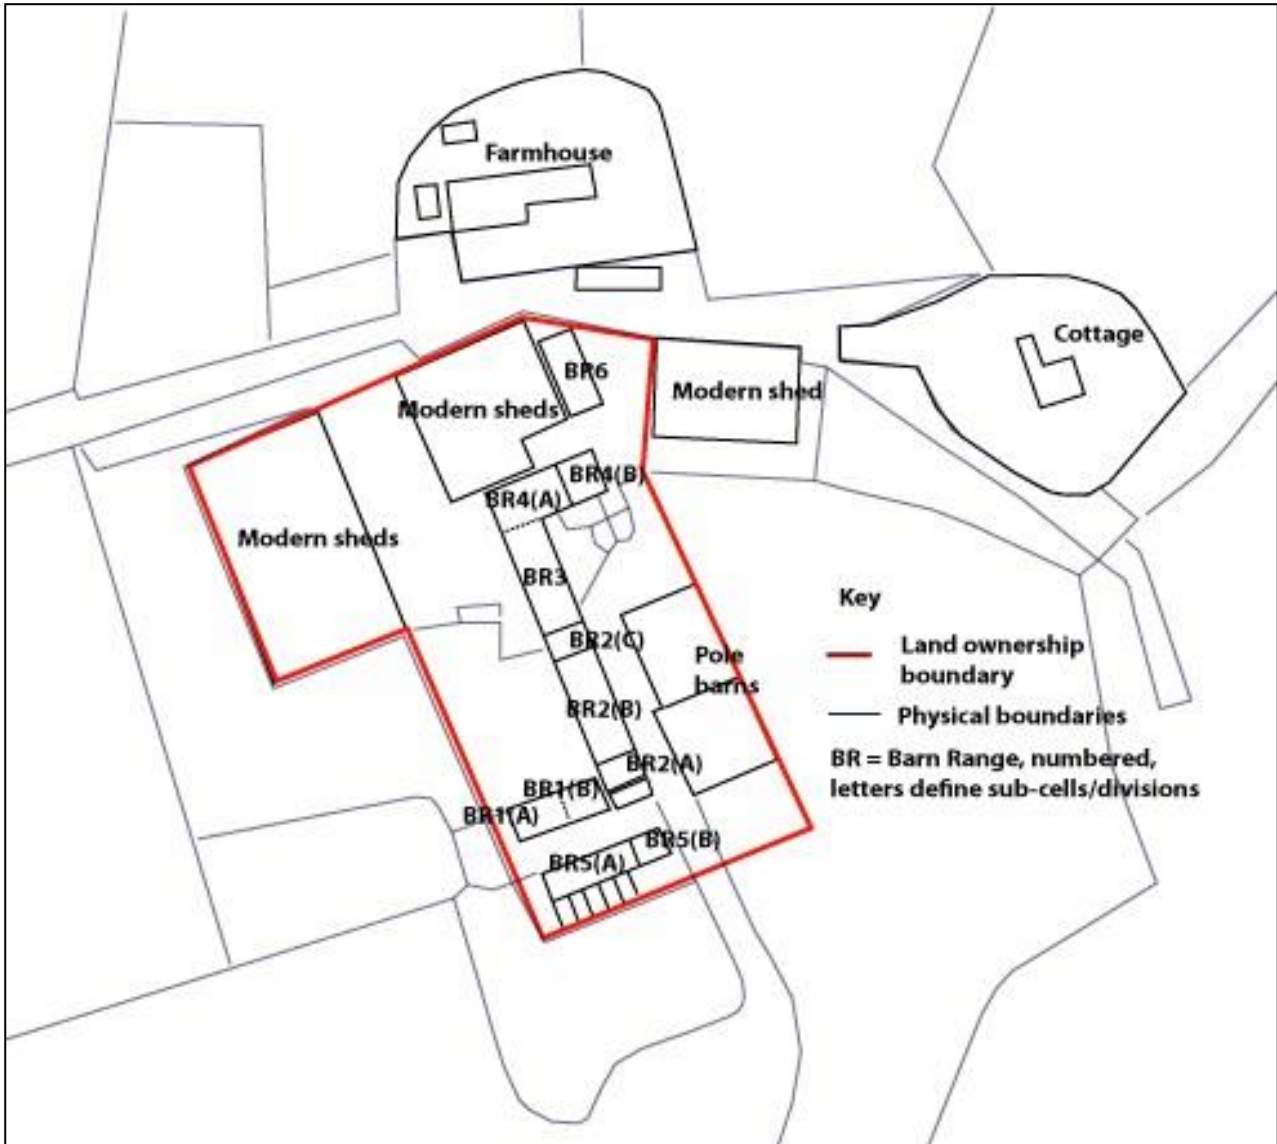 Farmhouse
Cottage
BR6
Modern shed
Modern sheds
BR4(B)
BR4(A)
Modern sheds
BR3
Key
BR2(C)
Land ownership
boundary
Pole
barns
BR2(B)
Physical boundaries
BR2(A)
BR = Barn Range, numbered,
letters define sub-cells/divisions
BR1(B)
BR1(A)
BR5(B)
BR5(A)